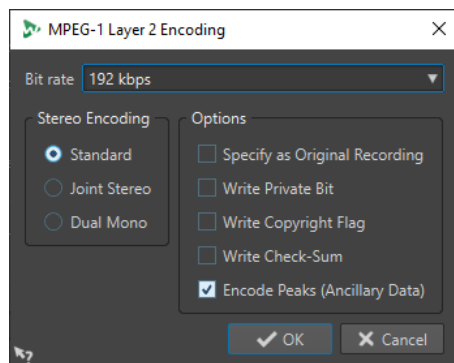 MPEG-1 Layer 2 Encoding
Bit rate 192 kbps
Stereo Encoding
Standard
Joint Stereo
Dual Mono
Options
Specify as Original Recording
Write Private Bit
Write Copyright Flag
Write Check-Sum
Encode Peaks (Ancillary Data)
OK
Cancel